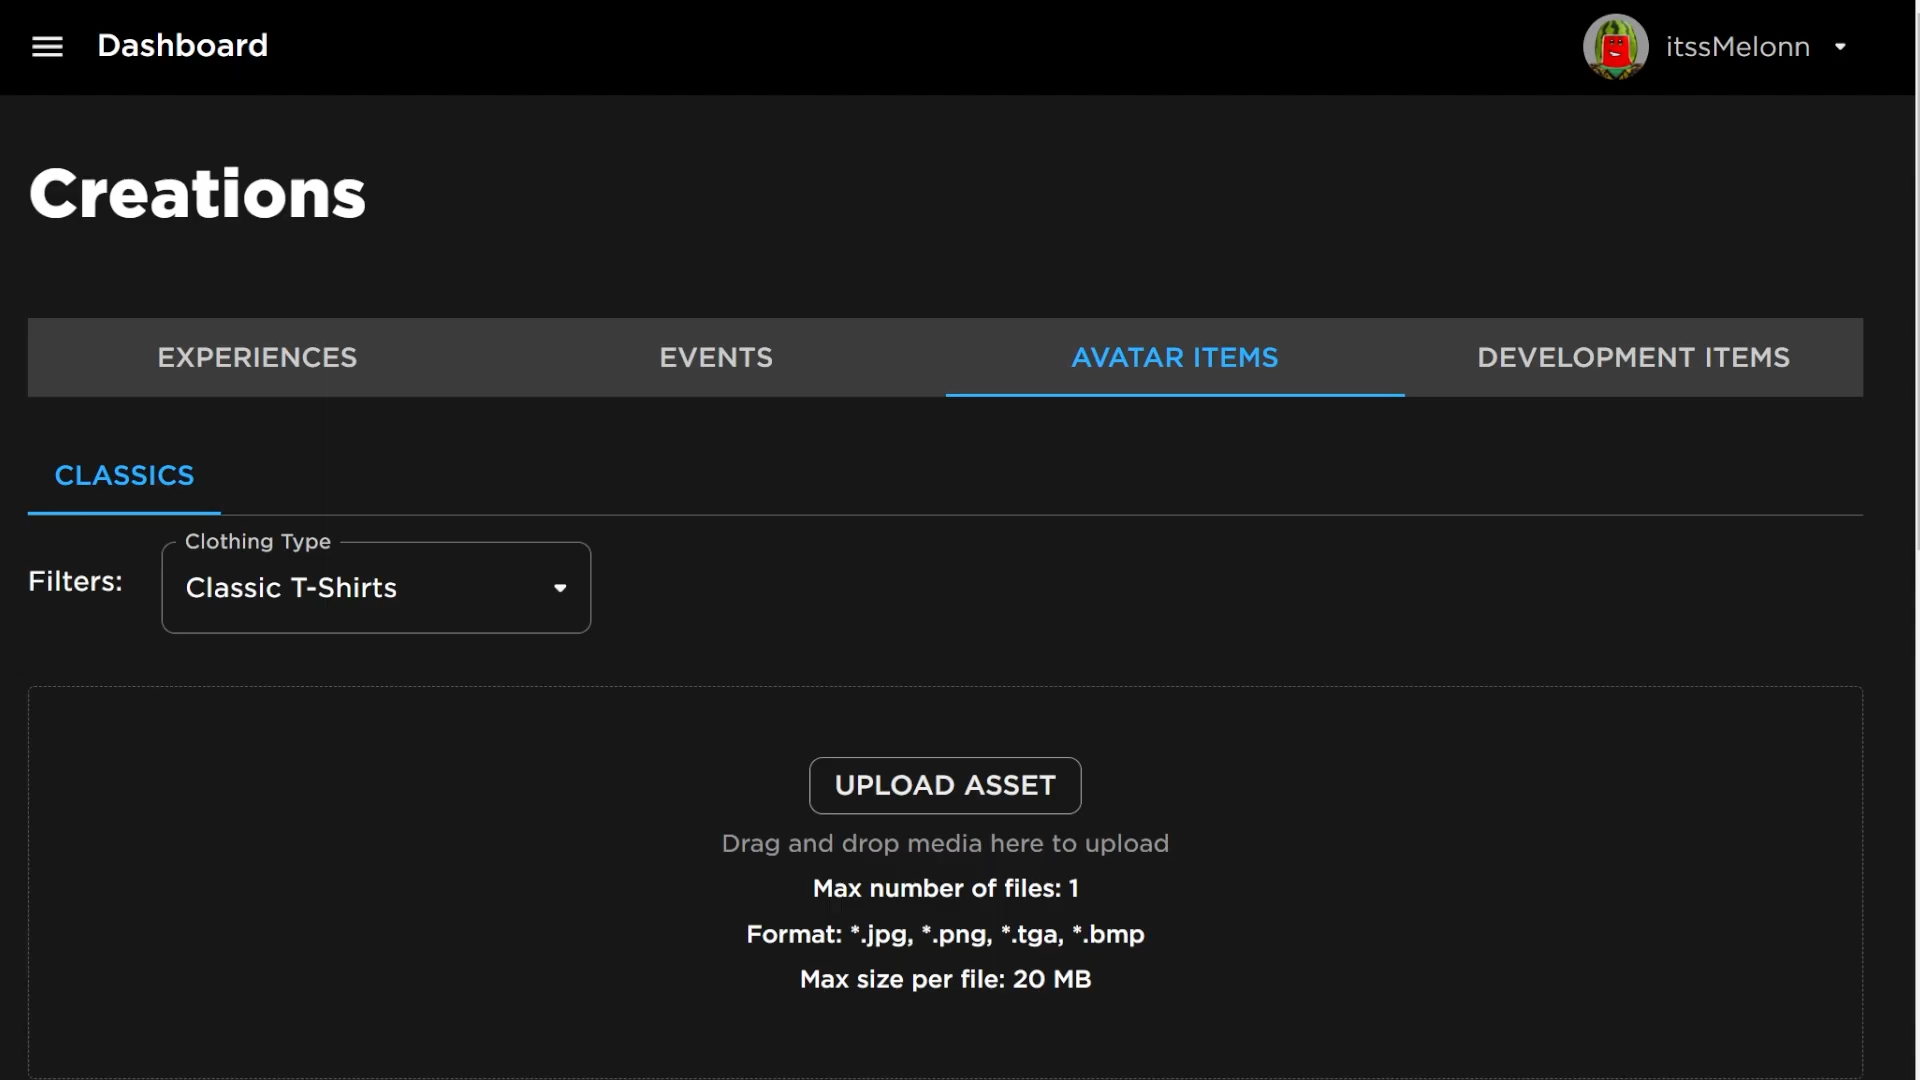 Dashboard
itssMelonn
Creations
EXPERIENCES
EVENTS
AVATAR ITEMS
DEVELOPMENT ITEMS
CLASSICS
Filters:
Clothing Type
Classic T-Shirts
UPLOAD ASSET
Drag and drop media here to upload
Max number of files: 1
Format: *.jpg, *.png, *.tga, *.bmp
Max size per file: 20 MB